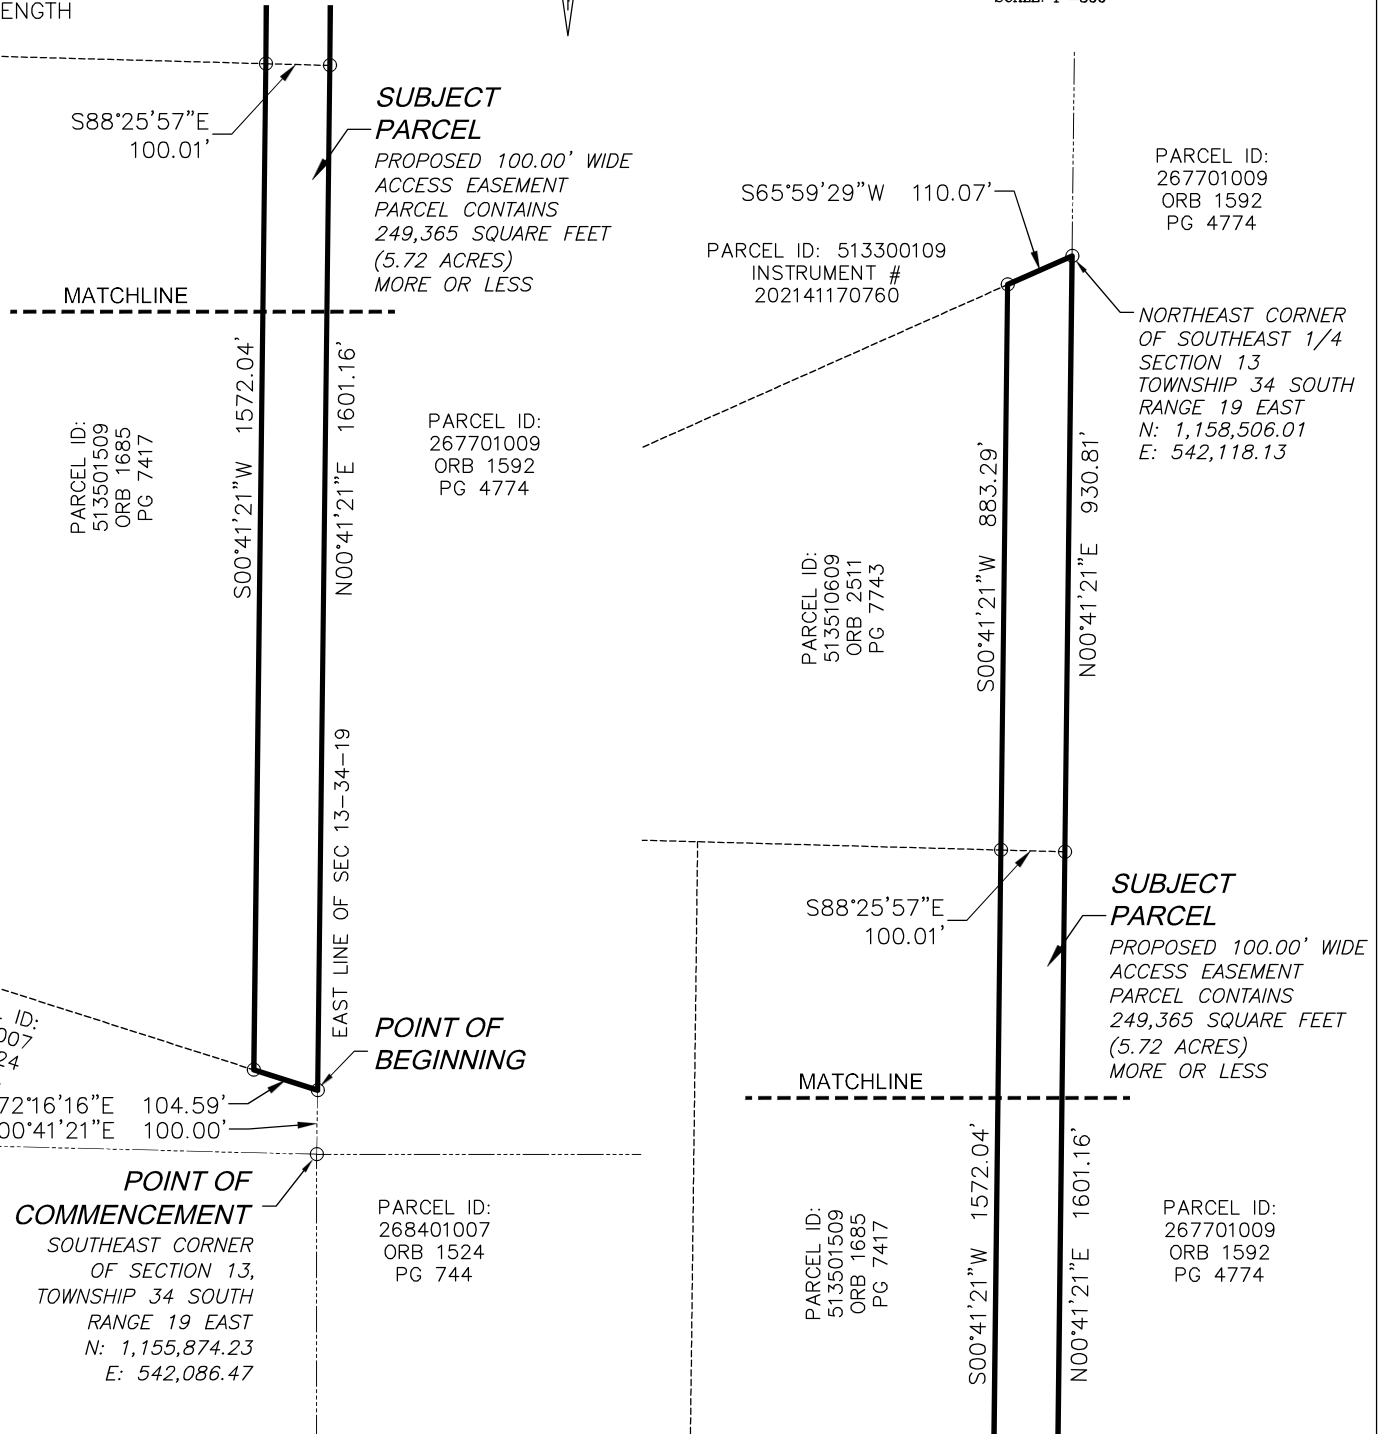 ENGTH
S88°25'57"E
100.01'
SUBJECT
PARCEL
PROPOSED 100.00' WIDE
ACCESS EASEMENT
PARCEL CONTAINS
249,365 SQUARE FEET
(5.72 ACRES)
MORE OR LESS
MATCHLINE
S00°41'21"W 1572.04'
N00°41'21"E 1601.16'
PARCEL ID:
513501509
ORB 1685
PG 7417
PARCEL ID:
267701009
ORB 1592
PG 4774
EAST LINE OF SEC 13-34-19
ID:
007
24
POINT OF
BEGINNING
72°16'16"E 104.59'
00°41'21"E 100.00'
POINT OF
COMMENCEMENT
SOUTHEAST CORNER
OF SECTION 13,
TOWNSHIP 34 SOUTH
RANGE 19 EAST
N: 1,155,874.23
E: 542,086.47
PARCEL ID:
268401007
ORB 1524
PG 744
PARCEL ID:
267701009
ORB 1592
PG 4774
S65°59'29"W 110.07'
PARCEL ID: 513300109
INSTRUMENT #
202141170760
NORTHEAST CORNER
OF SOUTHEAST 1/4
SECTION 13
TOWNSHIP 34 SOUTH
RANGE 19 EAST
N: 1,158,506.01
E: 542,118.13
S00°41'21"W 883.29'
N00°41'21"E 930.81'
PARCEL ID:
513510609
ORB 2511
PG 7743
S88°25'57"E
100.01'
SUBJECT
PARCEL
PROPOSED 100.00' WIDE
ACCESS EASEMENT
PARCEL CONTAINS
249,365 SQUARE FEET
(5.72 ACRES)
MORE OR LESS
MATCHLINE
S00°41'21"W 1572.04'
N00°41'21"E 1601.16'
PARCEL ID:
513501509
ORB 1685
PG 7417
PARCEL ID:
267701009
ORB 1592
PG 4774